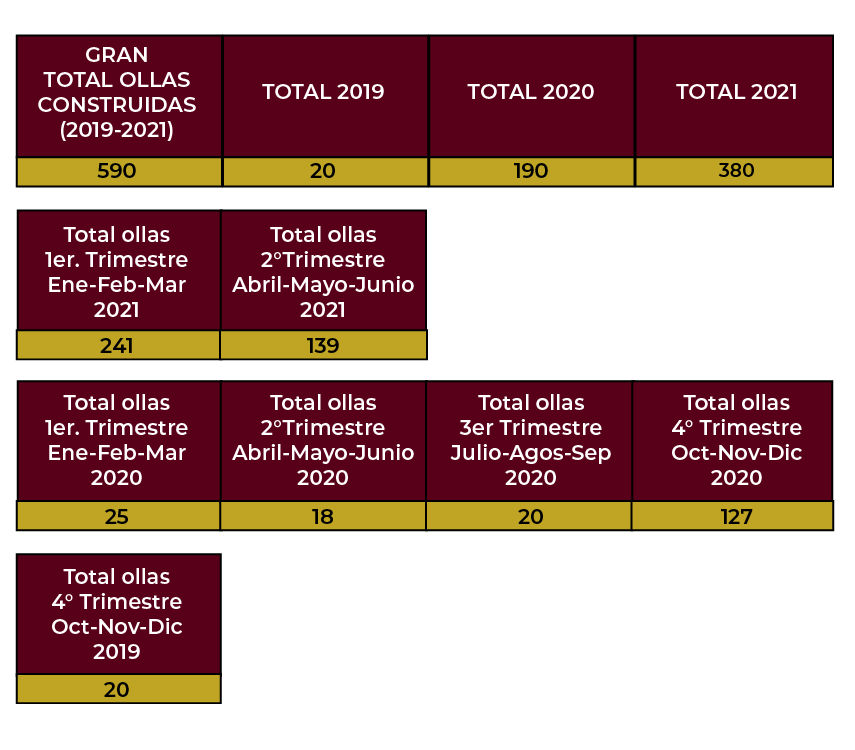 GRAN
TOTAL OLLAS
CONSTRUIDAS
(2019-2021)
TOTAL 2019
TOTAL 2020
TOTAL 2021
590
20
190
380
Total ollas
1er. Trimestre
Ene-Feb-Mar
2021
Total ollas
2°Trimestre
Abril-Mayo-Junio
2021
241
139
Total ollas
1er. Trimestre
Ene-Feb-Mar
2020
Total ollas
2°Trimestre
Abril-Mayo-Junio
2020
Total ollas
3er Trimestre
Julio-Agos-Sep
2020
Total ollas
4° Trimestre
Oct-Nov-Dic
2020
25
18
20
127
Total ollas
4° Trimestre
Oct-Nov-Dic
2019
20